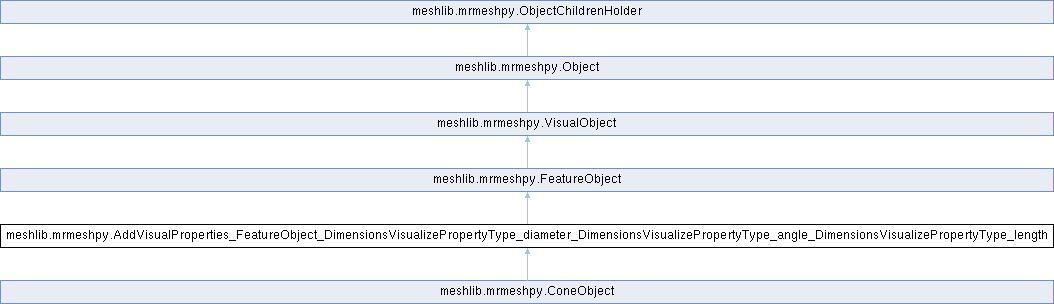 meshlib.mrmeshpy.ObjectChildrenHolder
meshlib.mrmeshpy.Object
meshlib.mrmeshpy.VisualObject
meshlib.mrmeshpy.FeatureObject
meshlib.mrmeshpy.AddVisualProperties_FeatureObject_DimensionsVisualizePropertyType_diameter_DimensionsVisualizePropertyType_angle_DimensionsVisualizePropertyType_length
meshlib.mrmeshpy.ConeObject